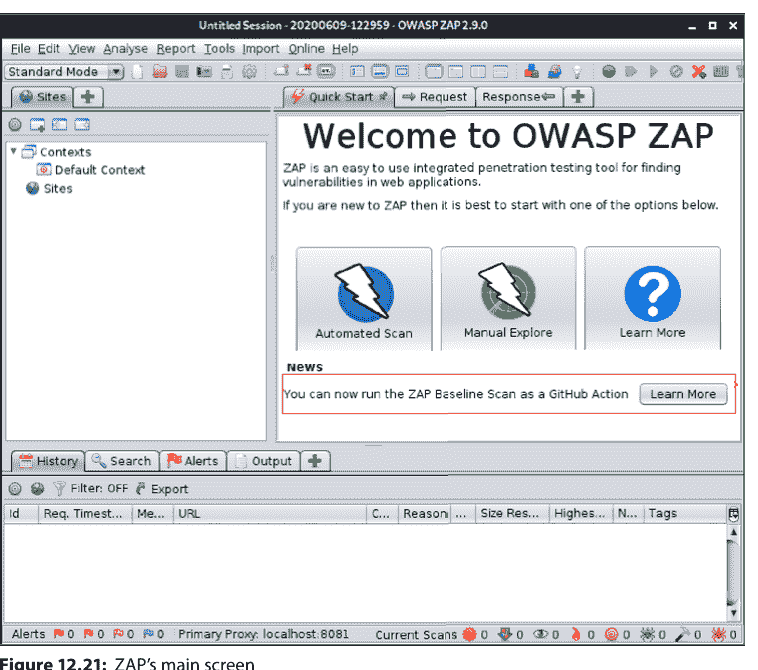 Untitled Session - 20200609-122959 - OWASP ZAP 2.9.0
File Edit View Analyse Report Tools Import Online Help
Standard Mode
Sites
Quick Start
Request
Response
Contexts
Default Context
Sites
Welcome to OWASP ZAP
ZAP is an easy to use integrated penetration testing tool for finding
vulnerabilities in web applications.
If you are new to ZAP then it is best to start with one of the options below.
Automated Scan
Manual Explore
Learn More
News
You can now run the ZAP Baseline Scan as a GitHub Action Learn More
History Search Alerts Output
Filter: OFF Export
Id Req. Timest... Me... URL C... Reason ... Size Res... Highes... N... Tags
Alerts 0 0 0 0 Primary Proxy: localhost:8081 Current Scans 0 0 0 0 0 0 0 0
Figure 12.21: ZAP's main screen